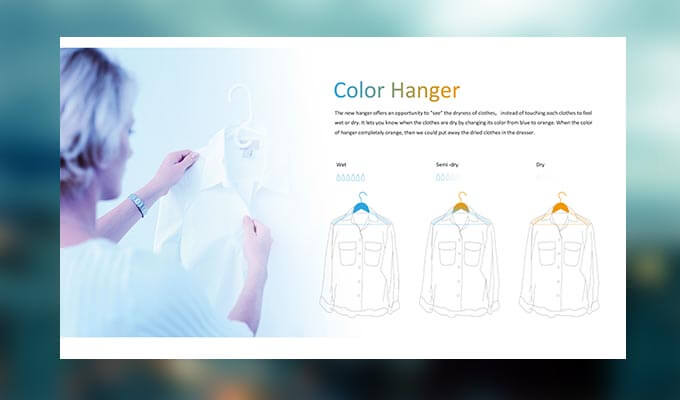 Color Hanger
The new hanger offers an opportunity to "see" the dryness of clothes, instead of touching each clothes to feel
wet or dry. It lets you know when the clothes are dry by changing its color from blue to orange. When the color
of hanger completely orange, then we could put away the dried clothes in the dresser.
Wet Semi-dry Dry